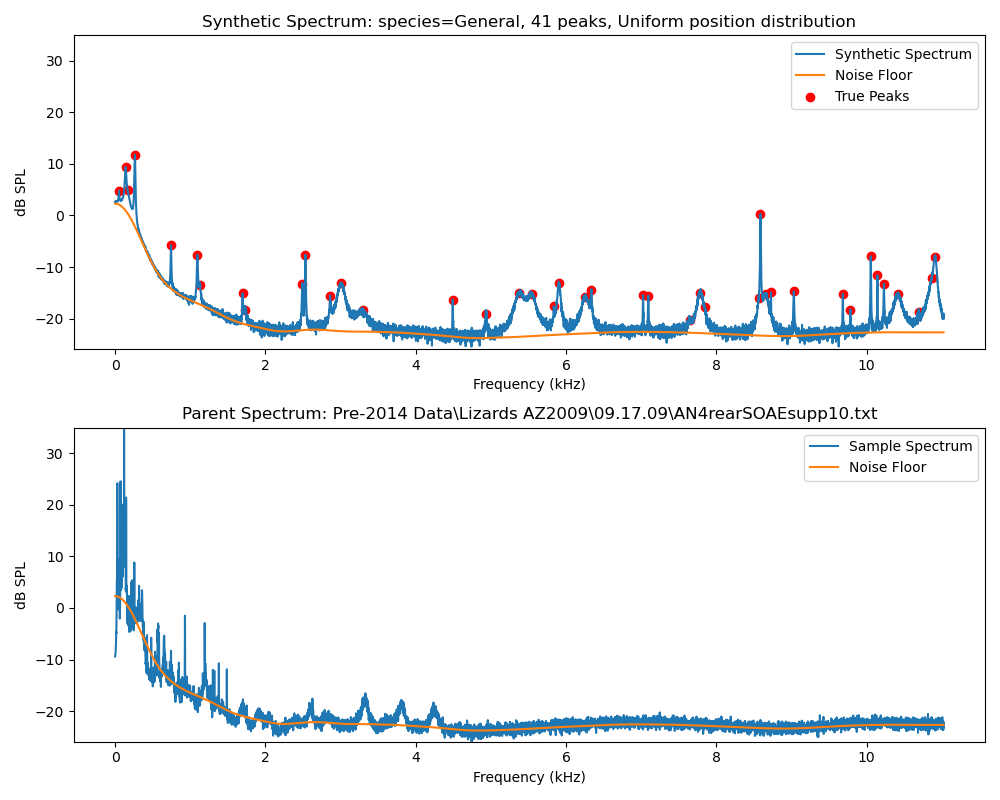 Synthetic Spectrum: species=General, 41 peaks, Uniform position distribution
Synthetic Spectrum
Noise Floor
True Peaks
30
20
10
0
−10
−20
dB SPL
0 2 4 6 8 10
Frequency (kHz)
Parent Spectrum: Pre-2014 Data\Lizards AZ2009\09.17.09\AN4rearSOAEsupp10.txt
Sample Spectrum
Noise Floor
30
20
10
0
−10
−20
dB SPL
0 2 4 6 8 10
Frequency (kHz)